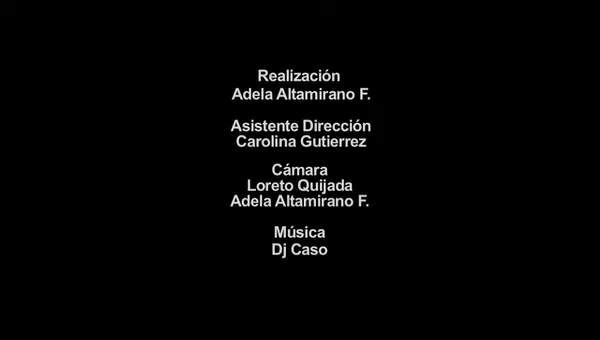 Realización
Adela Altamirano F.
Asistente Dirección
Carolina Gutierrez
Cámara
Loreto Quijada
Adela Altamirano F.
Música
Dj Caso